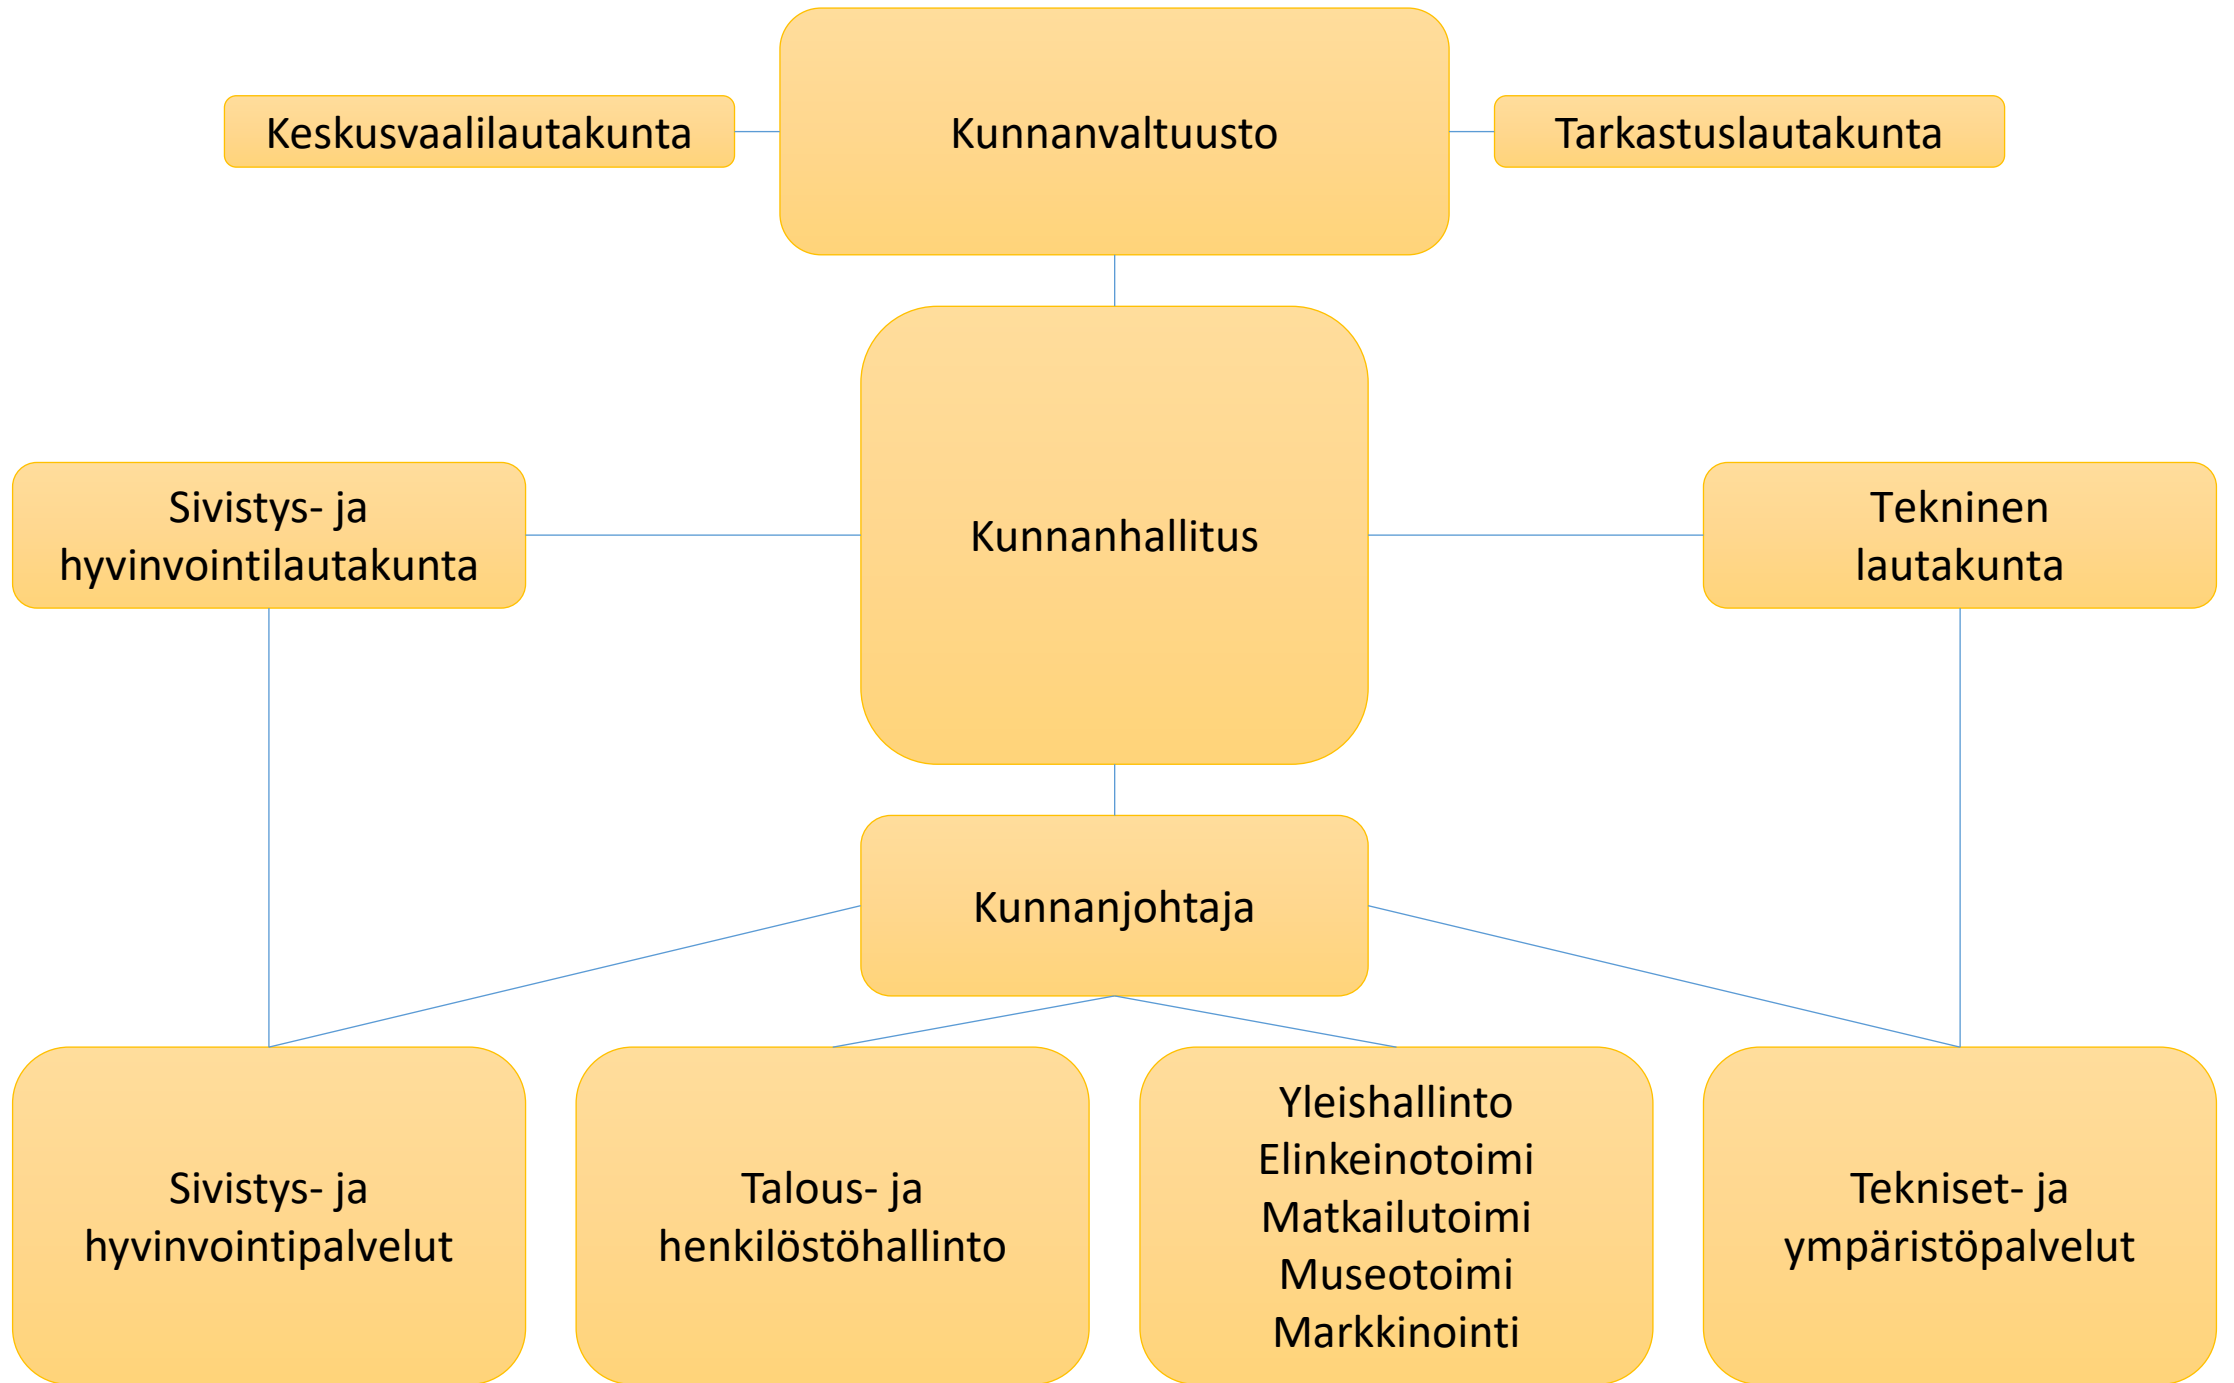 Keskusvaalilautakunta
Kunnanvaltuusto
Tarkastuslautakunta
Sivistys- ja
hyvinvointilautakunta
Kunnanhallitus
Tekninen
lautakunta
Kunnanjohtaja
Sivistys- ja
hyvinvointipalvelut
Talous- ja
henkilöstöhallinto
Yleishallinto
Elinkeinotoimi
Matkailutoimi
Museotoimi
Markkinointi
Tekniset- ja
ympäristöpalvelut